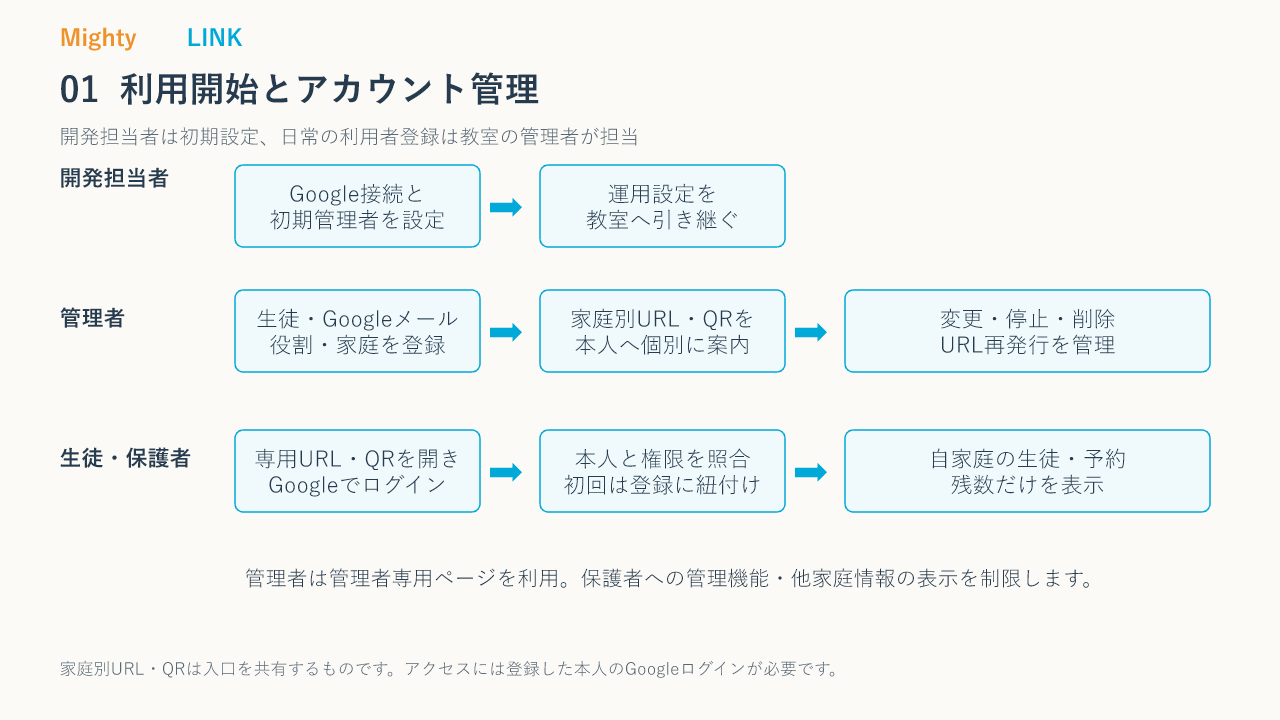 Mighty LINK
01 利用開始とアカウント管理
開発担当者は初期設定、日常の利用者登録は教室の管理者が担当
開発担当者
Google接続と
初期管理者を設定
運用設定を
教室へ引き継ぐ
管理者
生徒・Googleメール
役割・家庭を登録
家庭別URL・QRを
本人へ個別に案内
変更・停止・削除
URL再発行を管理
生徒・保護者
専用URL・QRを開き
Googleでログイン
本人と権限を照合
初回は登録に紐付け
自家庭の生徒・予約
残数だけを表示
管理者は管理者専用ページを利用。保護者への管理機能・他家庭情報の表示を制限します。
家庭別URL・QRは入口を共有するものです。アクセスには登録した本人のGoogleログインが必要です。